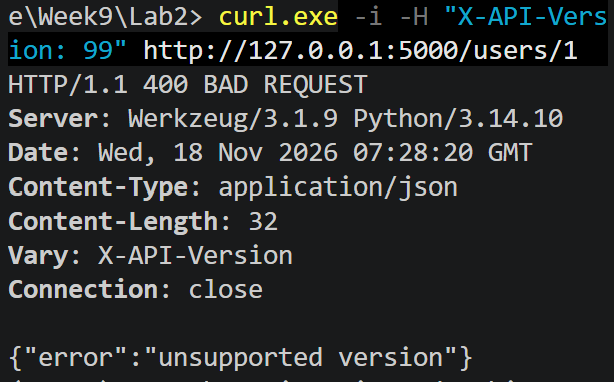 e\Week9\Lab2> curl.exe -i -H "X-API-Vers
ion: 99" http://127.0.0.1:5000/users/1
HTTP/1.1 400 BAD REQUEST
Server: Werkzeug/3.1.9 Python/3.14.10
Date: Wed, 18 Nov 2026 07:28:20 GMT
Content-Type: application/json
Content-Length: 32
Vary: X-API-Version
Connection: close

{"error":"unsupported version"}